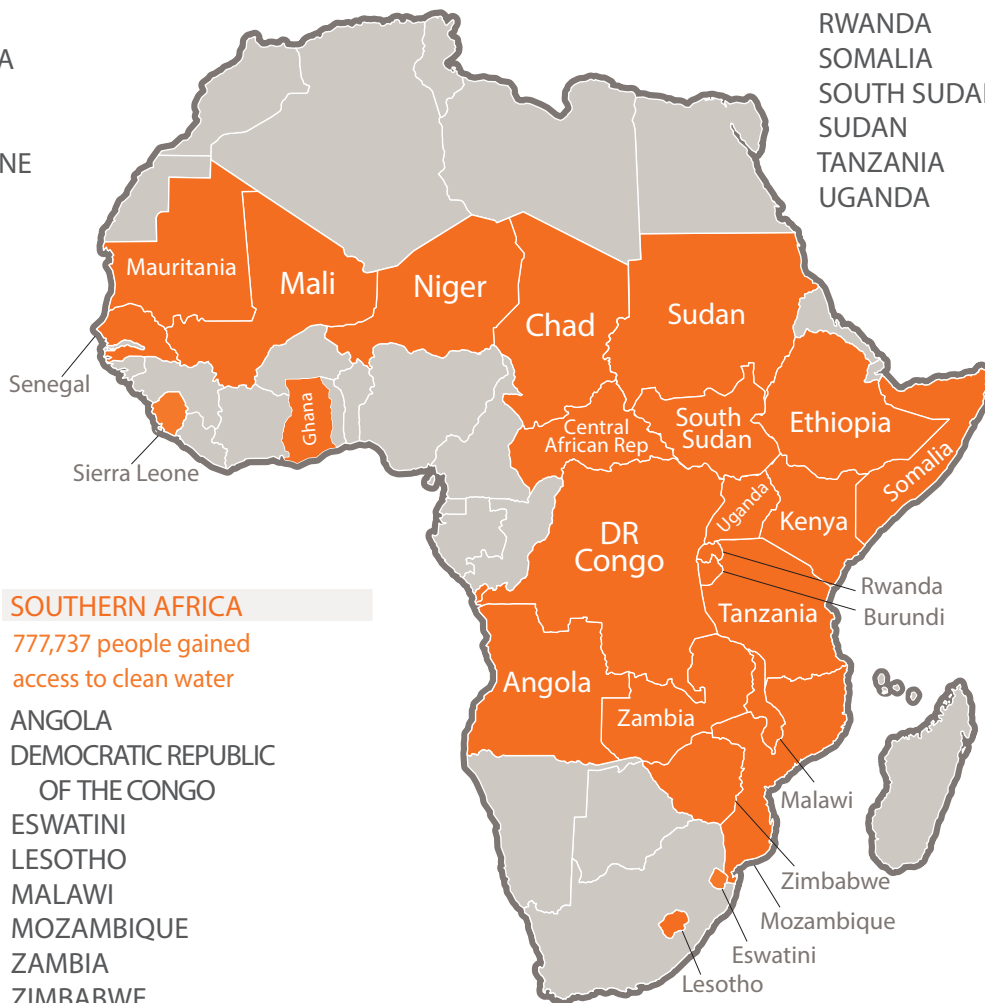 RWANDA
SOMALIA
SOUTH SUDAN
SUDAN
TANZANIA
UGANDA
A
NE
Mauritania
Mali
Niger
Chad
Sudan
Senegal
Sierra Leone
Ghana
Central
African Rep
South
Sudan
Ethiopia
Somalia
Uganda
Kenya
DR
Congo
Rwanda
Burundi
Tanzania
Angola
Zambia
Malawi
Zimbabwe
Mozambique
Eswatini
Lesotho
SOUTHERN AFRICA
777,737 people gained
access to clean water
ANGOLA
DEMOCRATIC REPUBLIC
OF THE CONGO
ESWATINI
LESOTHO
MALAWI
MOZAMBIQUE
ZAMBIA
ZIMBABWE